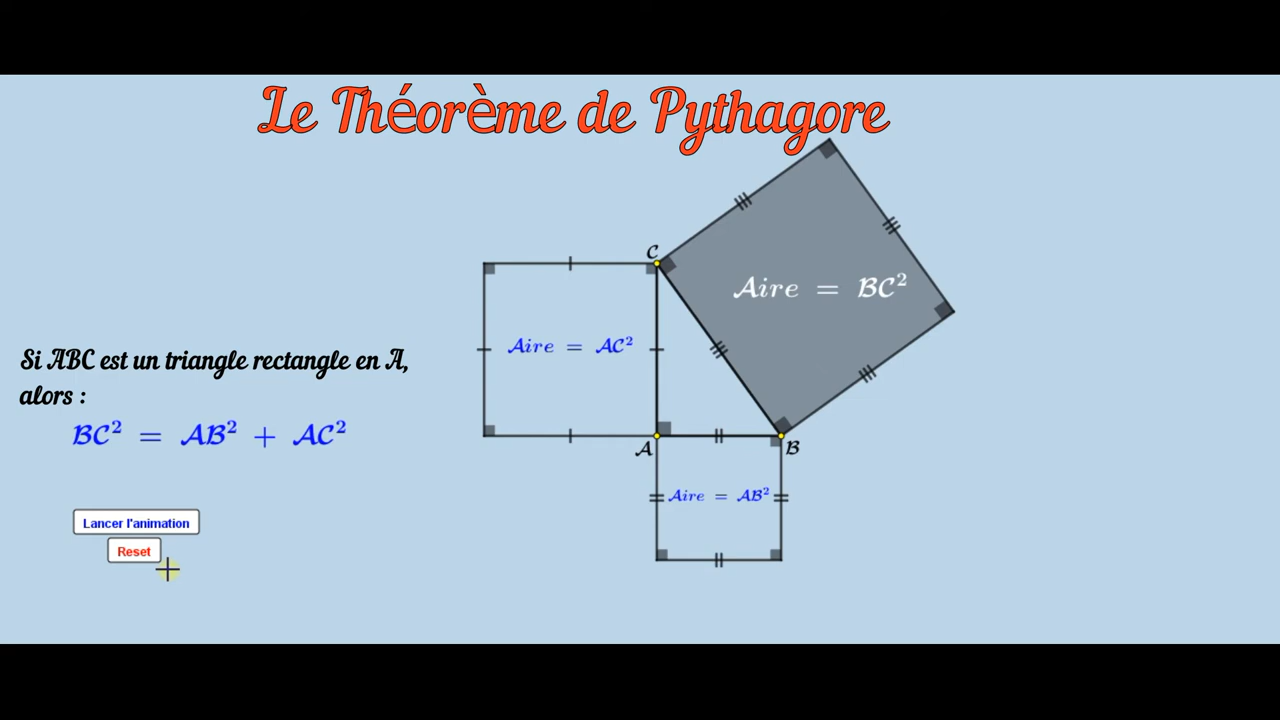 Le Théorème de Pythagore
C
Aire = BC²
Aire = AC²
Si ABC est un triangle rectangle en A,
alors :
BC² = AB² + AC²
A
B
Aire = AB²
Lancer l'animation
Reset